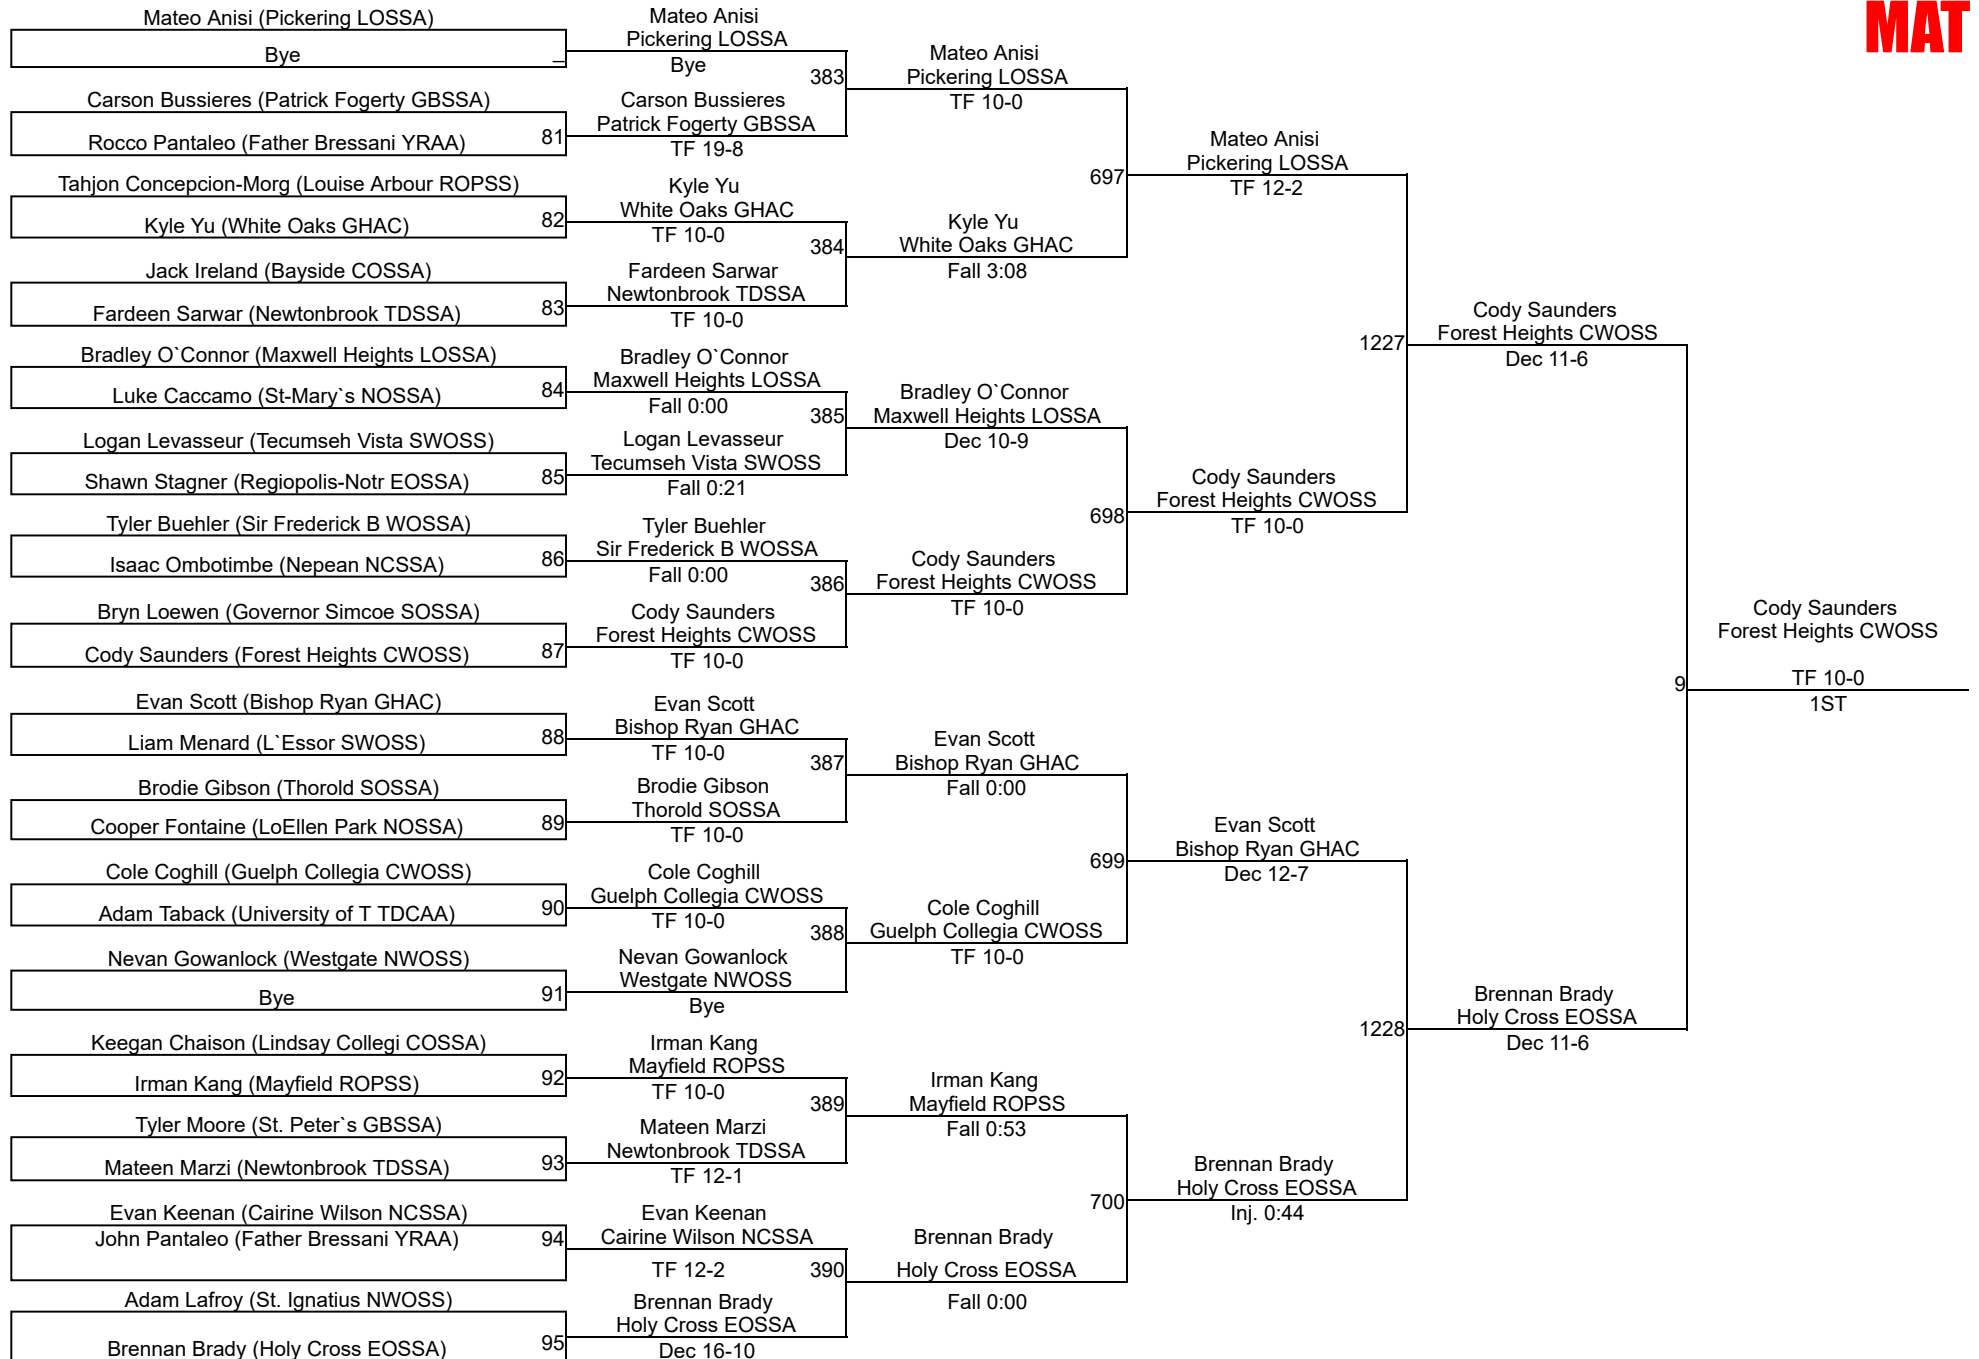 MAT
Mateo Anisi (Pickering LOSSA)
Bye
_
Carson Bussieres (Patrick Fogerty GBSSA)
Rocco Pantaleo (Father Bressani YRAA)
81
Tahjon Concepcion-Morg (Louise Arbour ROPSS)
Kyle Yu (White Oaks GHAC)
82
Jack Ireland (Bayside COSSA)
Fardeen Sarwar (Newtonbrook TDSSA)
83
Bradley O`Connor (Maxwell Heights LOSSA)
Luke Caccamo (St-Mary`s NOSSA)
84
Logan Levasseur (Tecumseh Vista SWOSS)
Shawn Stagner (Regiopolis-Notr EOSSA)
85
Tyler Buehler (Sir Frederick B WOSSA)
Isaac Ombotimbe (Nepean NCSSA)
86
Bryn Loewen (Governor Simcoe SOSSA)
Cody Saunders (Forest Heights CWOSS)
87
Evan Scott (Bishop Ryan GHAC)
Liam Menard (L`Essor SWOSS)
88
Brodie Gibson (Thorold SOSSA)
Cooper Fontaine (LoEllen Park NOSSA)
89
Cole Coghill (Guelph Collegia CWOSS)
Adam Taback (University of T TDCAA)
90
Nevan Gowanlock (Westgate NWOSS)
Bye
91
Keegan Chaison (Lindsay Collegi COSSA)
Irman Kang (Mayfield ROPSS)
92
Tyler Moore (St. Peter`s GBSSA)
Mateen Marzi (Newtonbrook TDSSA)
93
Evan Keenan (Cairine Wilson NCSSA)
John Pantaleo (Father Bressani YRAA)
94
Adam Lafroy (St. Ignatius NWOSS)
Brennan Brady (Holy Cross EOSSA)
95
Mateo Anisi
Pickering LOSSA
Bye
383
Carson Bussieres
Patrick Fogerty GBSSA
TF 19-8
Kyle Yu
White Oaks GHAC
TF 10-0
384
Fardeen Sarwar
Newtonbrook TDSSA
TF 10-0
Bradley O`Connor
Maxwell Heights LOSSA
Fall 0:00
385
Logan Levasseur
Tecumseh Vista SWOSS
Fall 0:21
Tyler Buehler
Sir Frederick B WOSSA
Fall 0:00
386
Cody Saunders
Forest Heights CWOSS
TF 10-0
Evan Scott
Bishop Ryan GHAC
TF 10-0
387
Brodie Gibson
Thorold SOSSA
TF 10-0
Cole Coghill
Guelph Collegia CWOSS
TF 10-0
388
Nevan Gowanlock
Westgate NWOSS
Bye
Irman Kang
Mayfield ROPSS
TF 10-0
389
Mateen Marzi
Newtonbrook TDSSA
TF 12-1
Evan Keenan
Cairine Wilson NCSSA
TF 12-2
390
Brennan Brady
Holy Cross EOSSA
Dec 16-10
Mateo Anisi
Pickering LOSSA
TF 10-0
697
Kyle Yu
White Oaks GHAC
Fall 3:08
Bradley O`Connor
Maxwell Heights LOSSA
Dec 10-9
698
Cody Saunders
Forest Heights CWOSS
TF 10-0
Evan Scott
Bishop Ryan GHAC
Fall 0:00
699
Cole Coghill
Guelph Collegia CWOSS
TF 10-0
Irman Kang
Mayfield ROPSS
Fall 0:53
700
Brennan Brady
Holy Cross EOSSA
Fall 0:00
Mateo Anisi
Pickering LOSSA
TF 12-2
1227
Cody Saunders
Forest Heights CWOSS
TF 10-0
Evan Scott
Bishop Ryan GHAC
Dec 12-7
1228
Brennan Brady
Holy Cross EOSSA
Inj. 0:44
Cody Saunders
Forest Heights CWOSS
Dec 11-6
9
Brennan Brady
Holy Cross EOSSA
Dec 11-6
Cody Saunders
Forest Heights CWOSS
TF 10-0
1ST